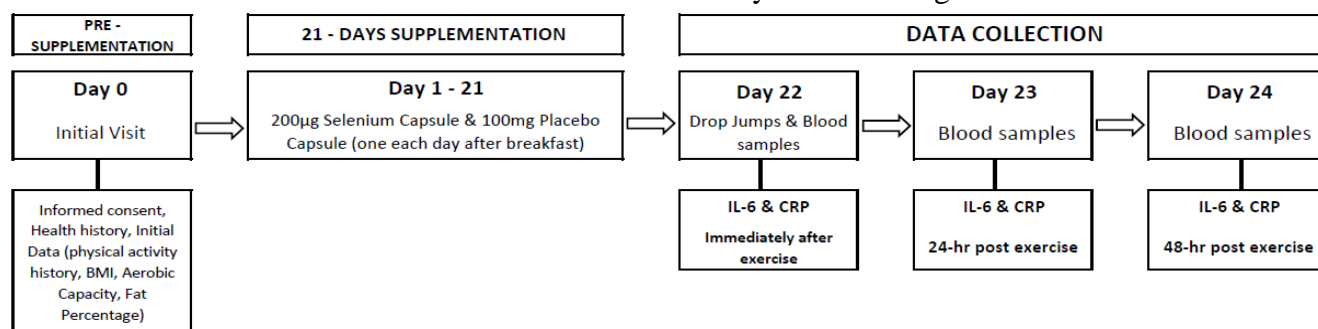 PRE -
SUPPLEMENTATION
21 - DAYS SUPPLEMENTATION
DATA COLLECTION
Day 0
Initial Visit
Day 1 - 21
200µg Selenium Capsule & 100mg Placebo
Capsule (one each day after breakfast)
Day 22
Drop Jumps & Blood
samples
Day 23
Blood samples
Day 24
Blood samples
Informed consent,
Health history, Initial
Data (physical activity
history, BMI, Aerobic
Capacity, Fat
Percentage)
IL-6 & CRP
Immediately after
exercise
IL-6 & CRP
24-hr post exercise
IL-6 & CRP
48-hr post exercise